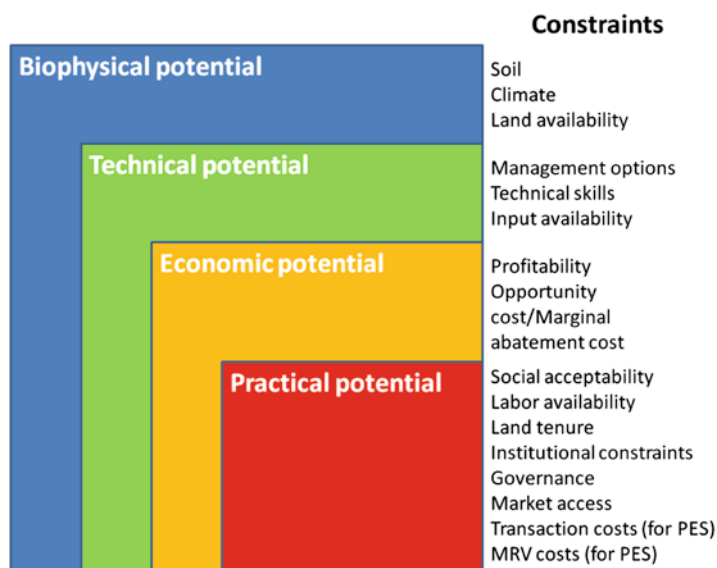 Constraints
Biophysical potential
Soil
Climate
Land availability
Technical potential
Management options
Technical skills
Input availability
Economic potential
Profitability
Opportunity
cost/Marginal
abatement cost
Practical potential
Social acceptability
Labor availability
Land tenure
Institutional constraints
Governance
Market access
Transaction costs (for PES)
MRV costs (for PES)